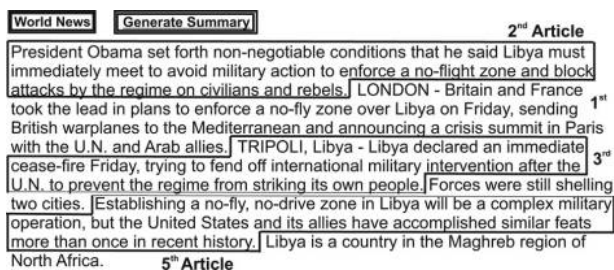 World News Generate Summary
2nd Article
President Obama set forth non-negotiable conditions that he said Libya must
immediately meet to avoid military action to enforce a no-flight zone and block
attacks by the regime on civilians and rebels. LONDON - Britain and France
took the lead in plans to enforce a no-fly zone over Libya on Friday, sending 1st
British warplanes to the Mediterranean and announcing a crisis summit in Paris
with the U.N. and Arab allies. TRIPOLI, Libya - Libya declared an immediate
cease-fire Friday, trying to fend off international military intervention after the 3rd
U.N. to prevent the regime from striking its own people. Forces were still shelling
two cities. Establishing a no-fly, no-drive zone in Libya will be a complex military
operation, but the United States and its allies have accomplished similar feats
more than once in recent history. Libya is a country in the Maghreb region of
North Africa. 5th Article